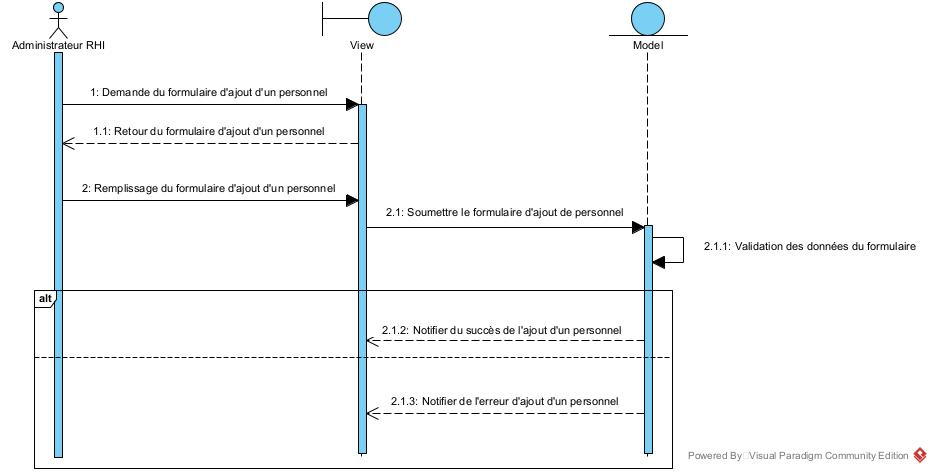 Administrateur RHI
View
Model
1: Demande du formulaire d'ajout d'un personnel
1.1: Retour du formulaire d'ajout d'un personnel
2: Remplissage du formulaire d'ajout d'un personnel
2.1: Soumettre le formulaire d'ajout de personnel
2.1.1: Validation des données du formulaire
alt
2.1.2: Notifier du succès de l'ajout d'un personnel
2.1.3: Notifier de l'erreur d'ajout d'un personnel
Powered By Visual Paradigm Community Edition